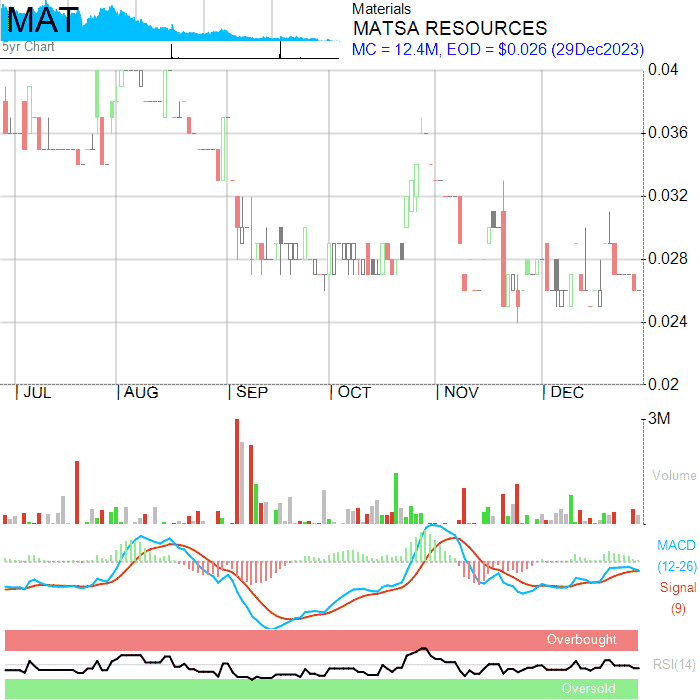 MAT
5yr Chart
Materials
MATSA RESOURCES
MC = 12.4M, EOD = $0.026 (29Dec2023)
0.04
0.036
0.032
0.028
0.024
0.02
JUL AUG SEP OCT NOV DEC
3M
Volume
MACD
(12-26)
Signal
(9)
Overbought
RSI(14)
Oversold